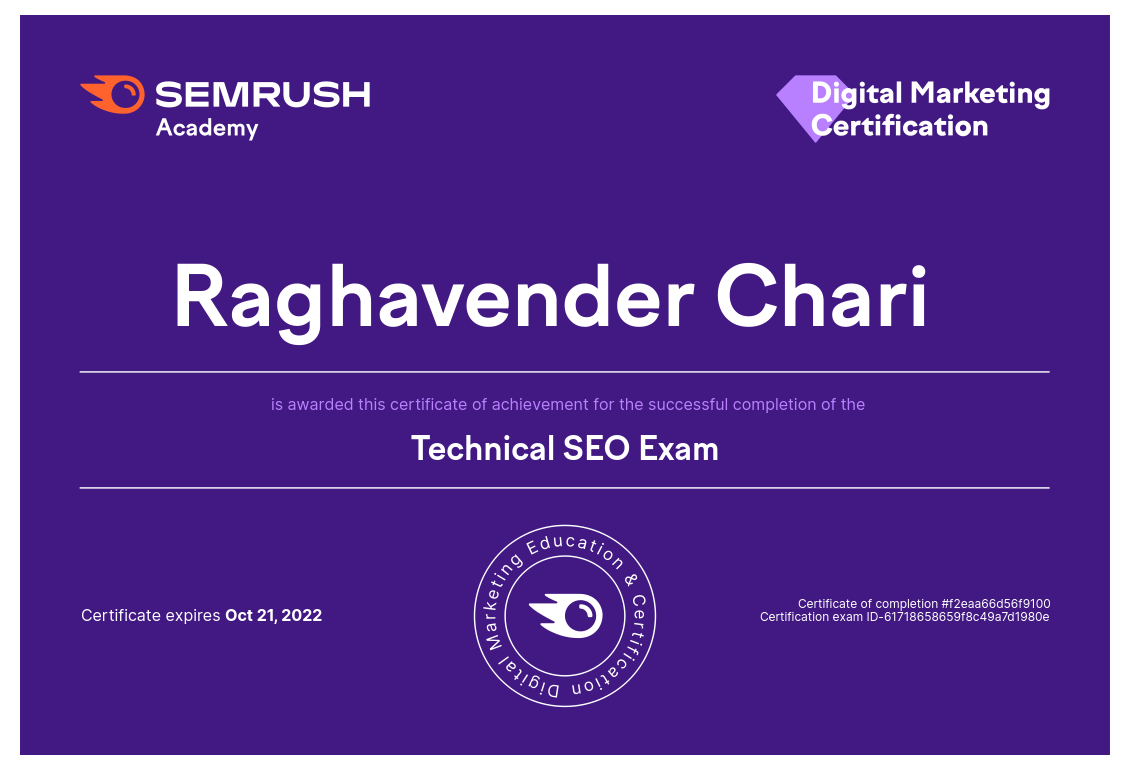 SEMRUSH
Academy
Digital Marketing
Certification
Raghavender Chari
is awarded this certificate of achievement for the successful completion of the
Technical SEO Exam
Certificate expires Oct 21, 2022
Digital Marketing Education & Certification
Certificate of completion #f2eaa66d56f9100
Certification exam ID-61718658659f8c49a7d1980e